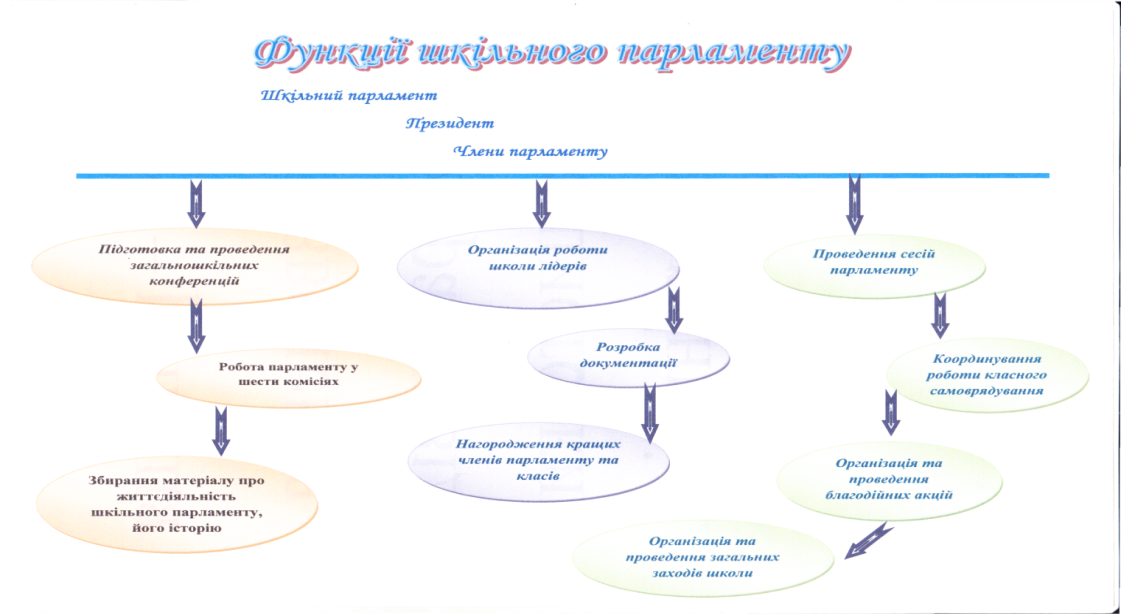 Функції шкільного парламенту
Шкільний парламент
Президент
Члени парламенту
Підготовка та проведення
загальношкільних
конференцій
Робота парламенту у
шести комісіях
Збирання матеріалу про
життєдіяльність
шкільного парламенту,
його історію
Організація роботи
школи лідерів
Розробка
документації
Нагородження кращих
членів парламенту та
класів
Проведення сесій
парламенту
Координування
роботи класного
самоврядування
Організація та
проведення
благодійних акцій
Організація та
проведення загальних
заходів школи